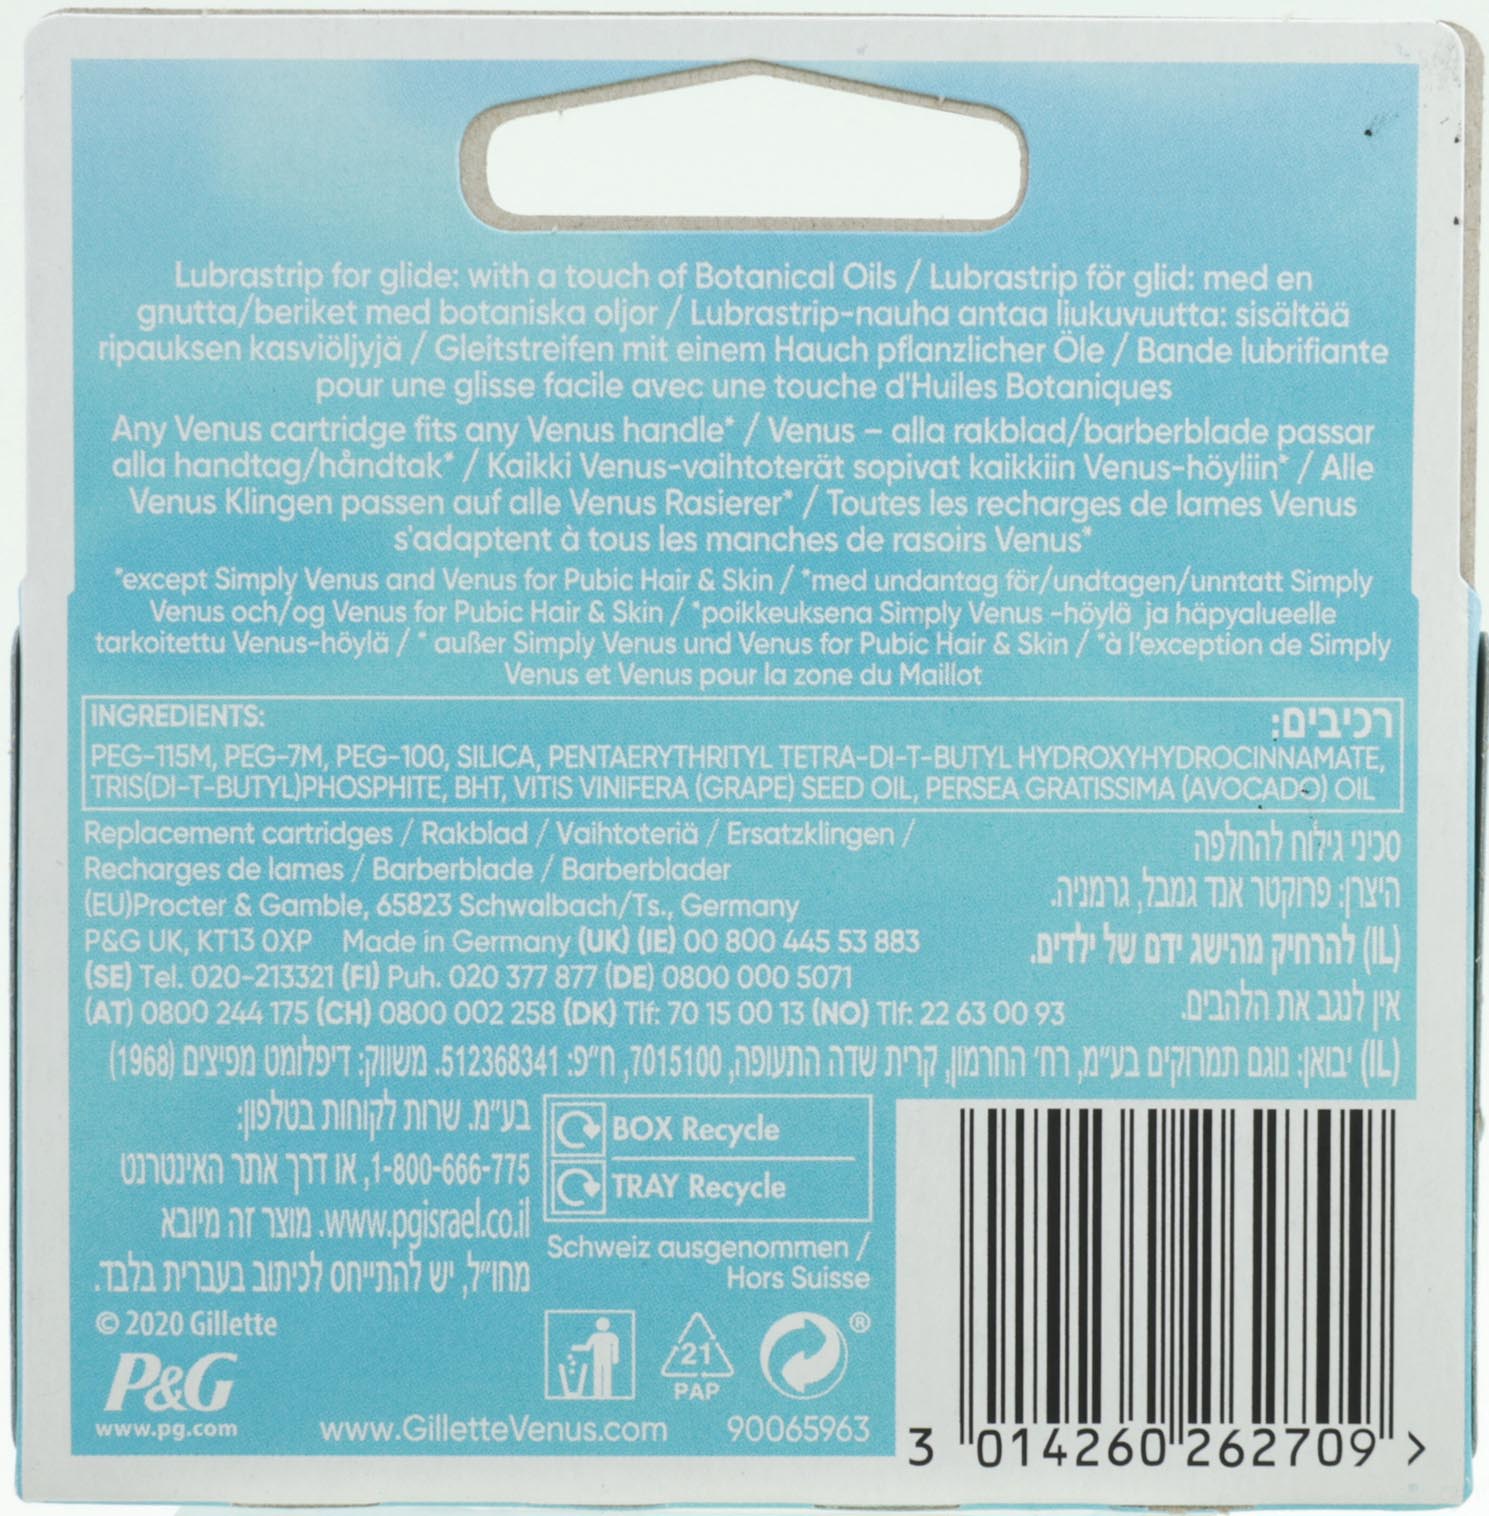 Lubrastrip for glide: with a touch of Botanical Oils / Lubrastrip för glid: med en
gnutta/beriket med botaniska oljor / Lubrastrip-nauha antaa liukuvuutta: sisältää
ripauksen kasviöljyjä / Gleitstreifen mit einem Hauch pflanzlicher Öle / Bande lubrifiante
pour une glisse facile avec une touche d'Huiles Botaniques
Any Venus cartridge fits any Venus handle* / Venus – alla rakblad/barberblade passar
alla handtag/håndtak* / Kaikki Venus-vaihtoterät sopivat kaikkiin Venus-höyliin* / Alle
Venus Klingen passen auf alle Venus Rasierer* / Toutes les recharges de lames Venus
s'adaptent à tous les manches de rasoirs Venus*
*except Simply Venus and Venus for Pubic Hair & Skin / *med undantag för/undtagen/unntatt Simply
Venus och/og Venus for Pubic Hair & Skin / *poikkeuksena Simply Venus -höylä ja häpyalueelle
tarkoitettu Venus-höylä / * außer Simply Venus und Venus for Pubic Hair & Skin / *à l'exception de Simply
Venus et Venus pour la zone du Maillot
INGREDIENTS: רכיבים:
PEG-115M, PEG-7M, PEG-100, SILICA, PENTAERYTHRITYL TETRA-DI-T-BUTYL HYDROXYHYDROCINNAMATE,
TRIS(DI-T-BUTYL)PHOSPHITE, BHT, VITIS VINIFERA (GRAPE) SEED OIL, PERSEA GRATISSIMA (AVOCADO) OIL
Replacement cartridges / Rakblad / Vaihtoteriä / Ersatzklingen /
Recharges de lames / Barberblade / Barberblader
(EU)Procter & Gamble, 65823 Schwalbach/Ts., Germany
P&G UK, KT13 0XP Made in Germany (UK) (IE) 00 800 445 53 883
(SE) Tel. 020-213321 (FI) Puh. 020 377 877 (DE) 0800 000 5071
(AT) 0800 244 175 (CH) 0800 002 258 (DK) Tlf: 70 15 00 13 (NO) Tlf: 22 63 00 93
סכיני גילוח להחלפה
היצרן: פרוקטר אנד גמבל, גרמניה.
(IL) להרחיק מהישג ידם של ילדים.
אין לנגב את הלהבים.
(IL) יבואן: נוגם תמרוקים בע"מ, רח' החרמון, קרית שדה התעופה, 7015100, ח"פ: 512368341. משווק: דיפלומט מפיצים (1968)
בע"מ. שרות לקוחות בטלפון:
1-800-666-775, או דרך אתר האינטרנט
www.pgisrael.co.il. מוצר זה מיובא
מחו"ל, יש להתייחס לכיתוב בעברית בלבד.
BOX Recycle
TRAY Recycle
Schweiz ausgenommen /
Hors Suisse
© 2020 Gillette
P&G
www.pg.com
www.GilletteVenus.com
21
PAP
®
90065963
3 014260 262709 >